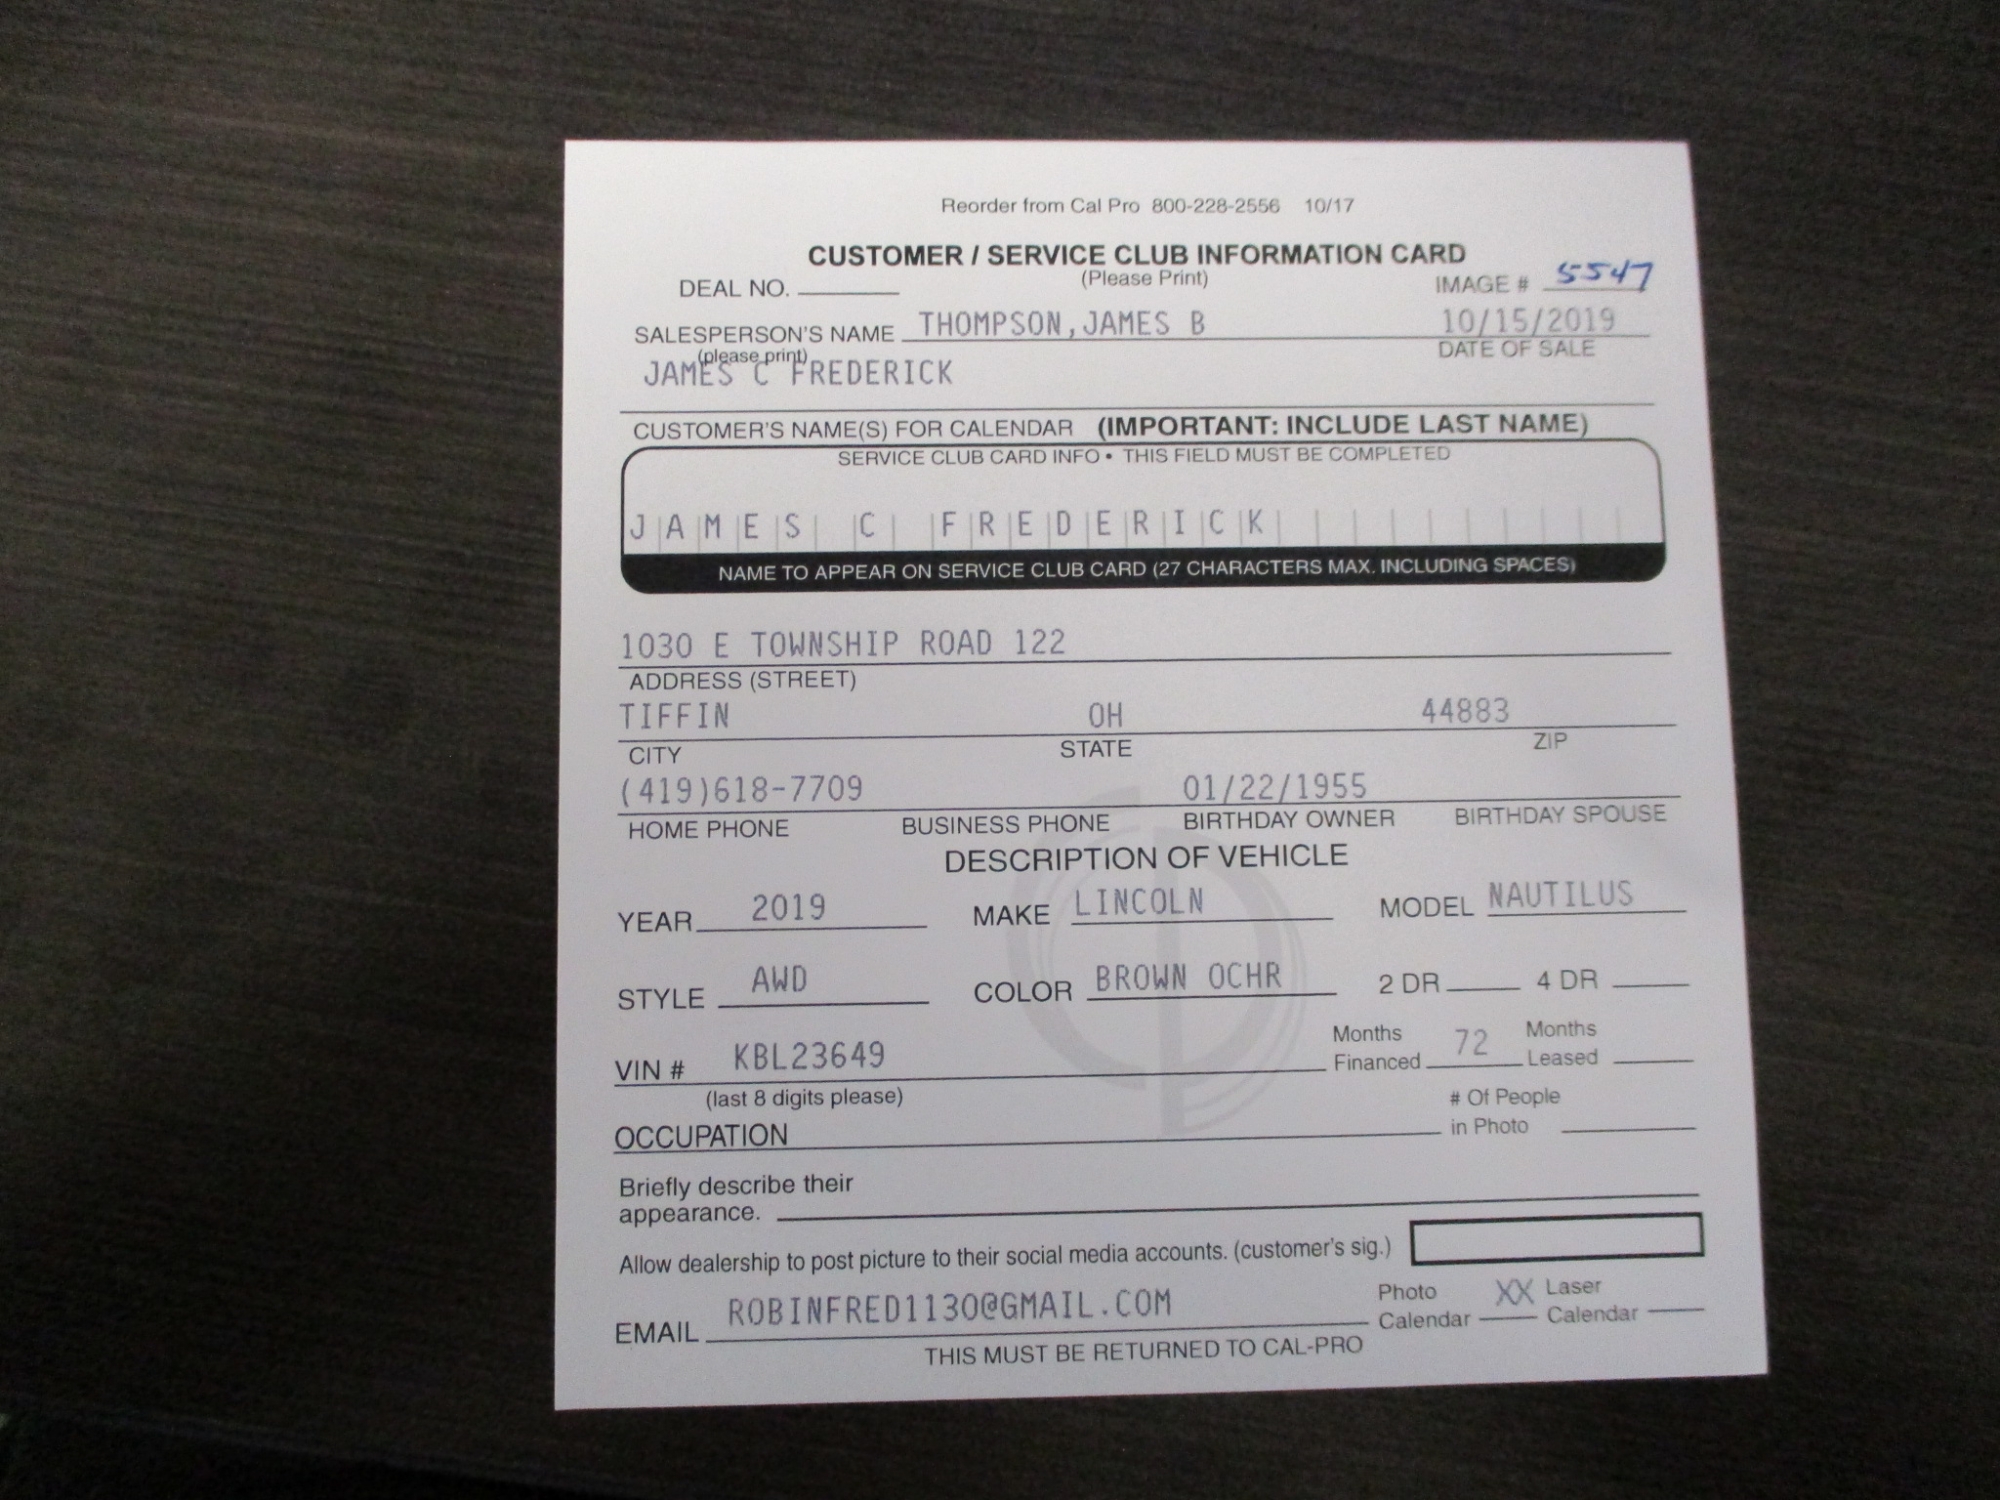 Reorder from Cal Pro 800-228-2556 10/17
CUSTOMER / SERVICE CLUB INFORMATION CARD
(Please Print)
DEAL NO. IMAGE # 5547
SALESPERSON'S NAME THOMPSON,JAMES B 10/15/2019
(please print) DATE OF SALE
JAMES C FREDERICK
CUSTOMER'S NAME(S) FOR CALENDAR (IMPORTANT: INCLUDE LAST NAME)
SERVICE CLUB CARD INFO • THIS FIELD MUST BE COMPLETED
JAMES C FREDERICK
NAME TO APPEAR ON SERVICE CLUB CARD (27 CHARACTERS MAX. INCLUDING SPACES)
1030 E TOWNSHIP ROAD 122
ADDRESS (STREET)
TIFFIN OH 44883
CITY STATE ZIP
(419)618-7709 01/22/1955
HOME PHONE BUSINESS PHONE BIRTHDAY OWNER BIRTHDAY SPOUSE
DESCRIPTION OF VEHICLE
YEAR 2019 MAKE LINCOLN MODEL NAUTILUS
STYLE AWD COLOR BROWN OCHR 2 DR 4 DR
VIN # KBL23649 Months Financed 72 Months Leased
(last 8 digits please)
OCCUPATION # Of People in Photo
Briefly describe their
appearance.
Allow dealership to post picture to their social media accounts. (customer's sig.)
EMAIL ROBINFRED1130@GMAIL.COM Photo Calendar XX Laser Calendar
THIS MUST BE RETURNED TO CAL-PRO